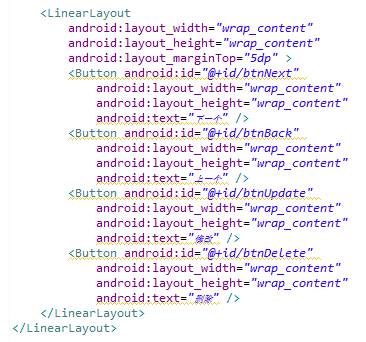 <LinearLayout
android:layout_width="wrap_content"
android:layout_height="wrap_content"
android:layout_marginTop="5dp" >
<Button android:id="@+id/btnNext"
android:layout_width="wrap_content"
android:layout_height="wrap_content"
android:text="下一个" />
<Button android:id="@+id/btnBack"
android:layout_width="wrap_content"
android:layout_height="wrap_content"
android:text="上一个" />
<Button android:id="@+id/btnUpdate"
android:layout_width="wrap_content"
android:layout_height="wrap_content"
android:text="修改" />
<Button android:id="@+id/btnDelete"
android:layout_width="wrap_content"
android:layout_height="wrap_content"
android:text="删除" />
</LinearLayout>
</LinearLayout>